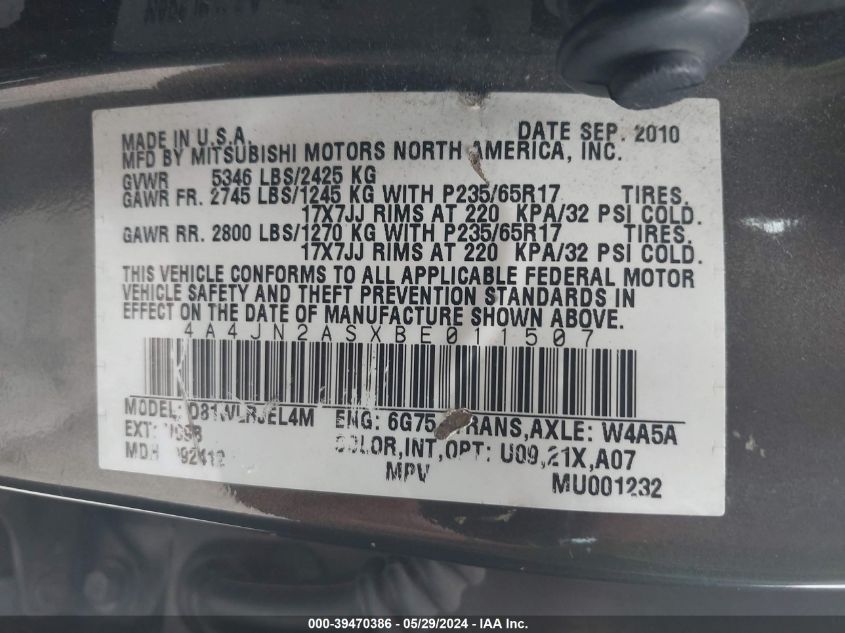 MADE IN U.S.A. DATE SEP. 2010
MFD BY MITSUBISHI MOTORS NORTH AMERICA, INC.
GVWR 5346 LBS/2425 KG
GAWR FR. 2745 LBS/1245 KG WITH P235/65R17 TIRES.
17X7JJ RIMS AT 220 KPA/32 PSI COLD.
GAWR RR. 2800 LBS/1270 KG WITH P235/65R17 TIRES.
17X7JJ RIMS AT 220 KPA/32 PSI COLD.
THIS VEHICLE CONFORMS TO ALL APPLICABLE FEDERAL MOTOR
VEHICLE SAFETY AND THEFT PREVENTION STANDARDS IN
EFFECT ON THE DATE OF MANUFACTURE SHOWN ABOVE.
4A4JN2ASXBE011507
MODEL: ENG: 6G75 TRANS,AXLE: W4A5A
EXT: COLOR,INT,OPT: U09,21X,A07
MPV MU001232
000-39470386 - 05/29/2024 - IAA Inc.